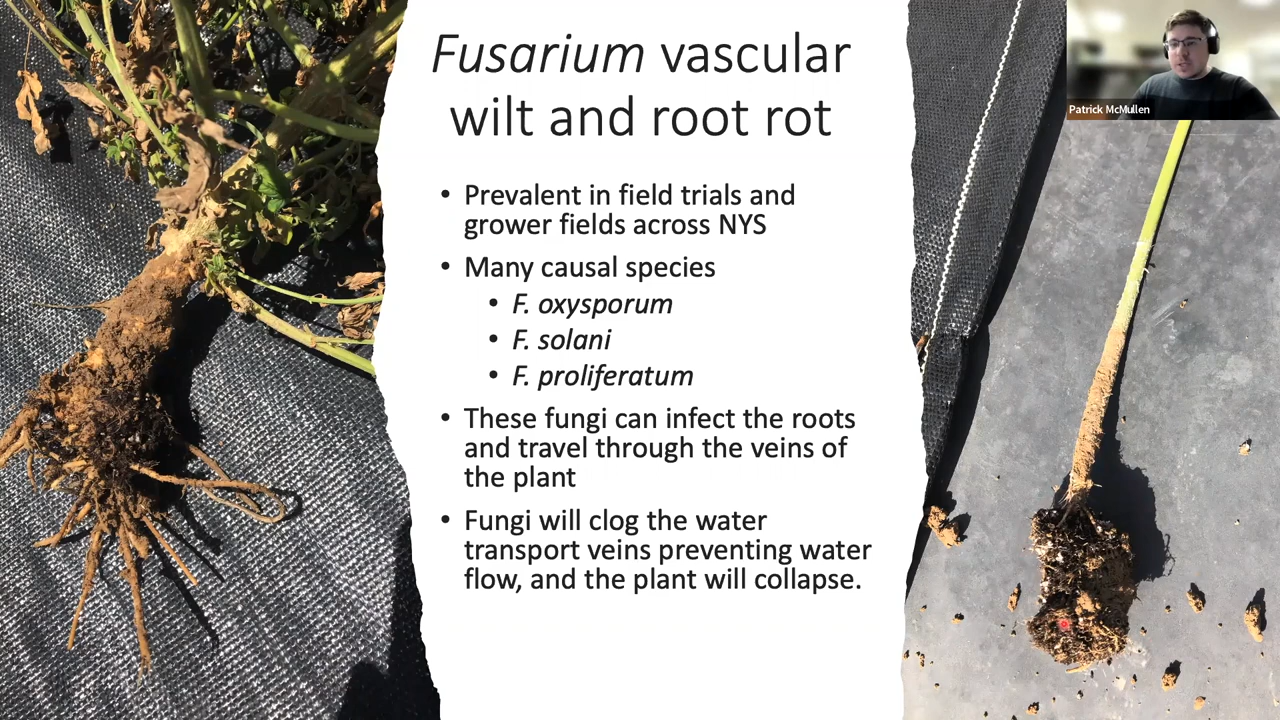 Fusarium vascular
wilt and root rot
• Prevalent in field trials and
grower fields across NYS
• Many causal species
• F. oxysporum
• F. solani
• F. proliferatum
• These fungi can infect the roots
and travel through the veins of
the plant
• Fungi will clog the water
transport veins preventing water
flow, and the plant will collapse.
Patrick McMullen